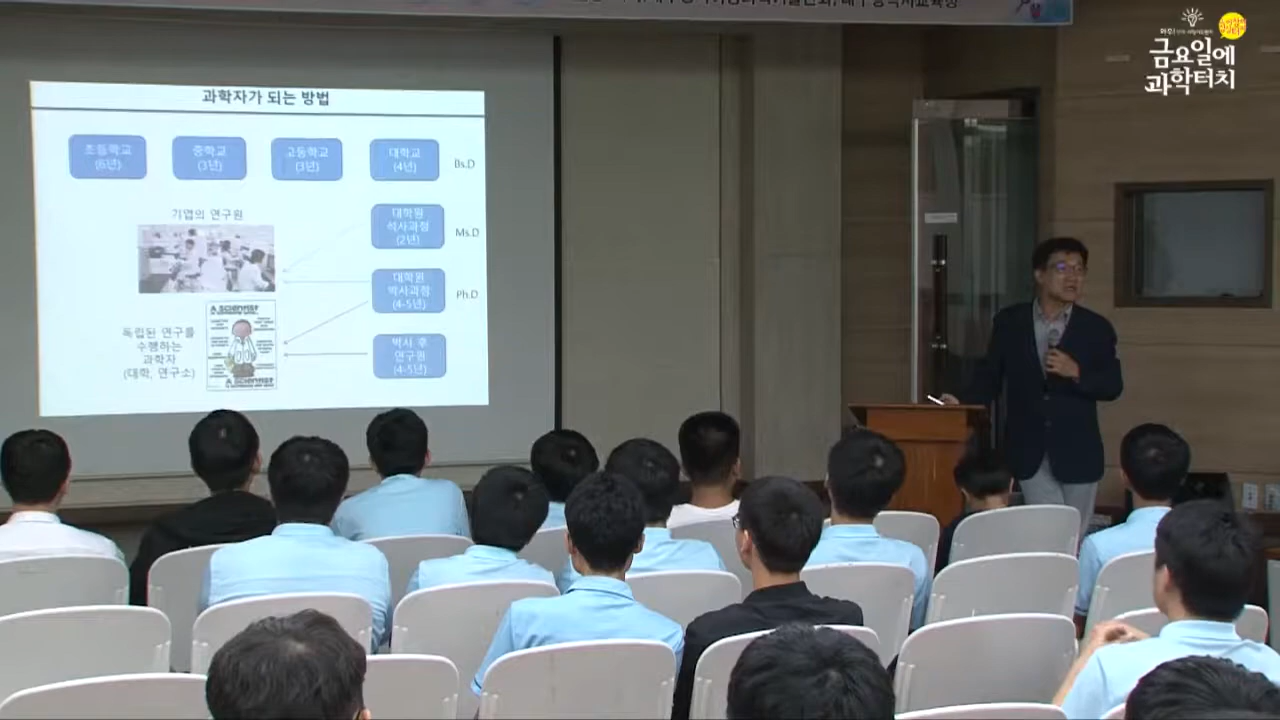 금요일에
과학터치
과학자가 되는 방법
초등학교
(6년)
중학교
(3년)
고등학교
(3년)
대학교
(4년)
Bs.D
기업의 연구원
대학원
석사과정
(2년)
Ms.D
대학원
박사과정
(4-5년)
Ph.D
독립된 연구를
수행하는
과학자
(대학, 연구소)
A SCIENTIST
A SCIENTIST
박사 후
연구원
(4-5년)